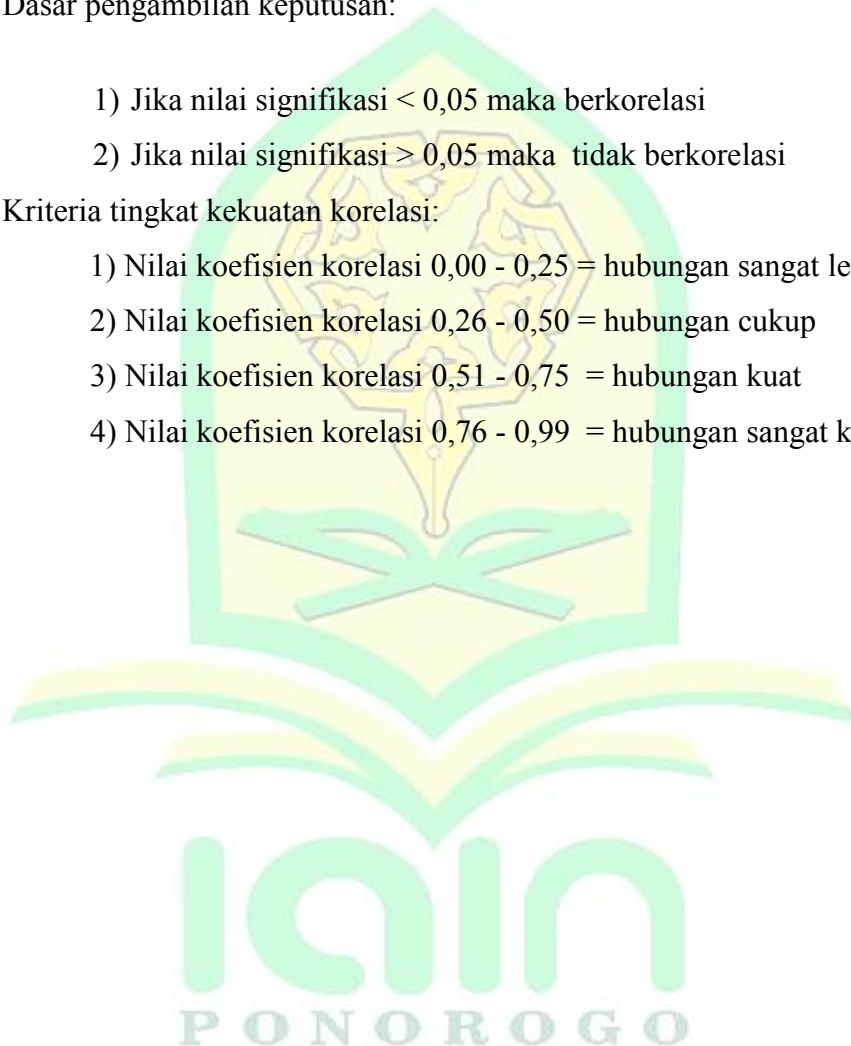 Dasar pengambilan keputusan:
1) Jika nilai signifikasi < 0,05 maka berkorelasi
2) Jika nilai signifikasi > 0,05 maka tidak berkorelasi
Kriteria tingkat kekuatan korelasi:
1) Nilai koefisien korelasi 0,00 - 0,25 = hubungan sangat le
2) Nilai koefisien korelasi 0,26 - 0,50 = hubungan cukup
3) Nilai koefisien korelasi 0,51 - 0,75 = hubungan kuat
4) Nilai koefisien korelasi 0,76 - 0,99 = hubungan sangat k
iain
PONOROGO